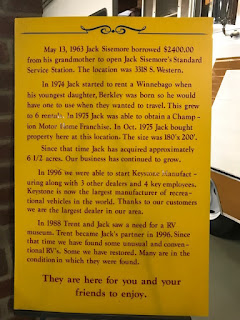 May 13, 1963 Jack Sisemore borrowed $2400.00
from his grandmother to open Jack Sisemore's Standard
Service Station. The location was 3318 S. Western.
In 1974 Jack started to rent a Winnebago when
his youngest daughter, Berkley was born so he would
have one to use when they wanted to travel. This grew
to 6 rentals. In 1975 Jack was able to obtain a Champ-
ion Motor Home Franchise. In Oct. 1975 Jack bought
property here at this location. The size was 180'x 200'.
Since that time Jack has acquired approximately
6 1/2 acres. Our business has continued to grow.
In 1996 we were able to start Keystone Manufact-
uring along with 3 other dealers and 4 key employees.
Keystone is now the largest manufacturer of recrea-
tional vehicles in the world. Thanks to our customers
we are the largest dealer in our area.
In 1988 Trent and Jack saw a need for a RV
museum. Trent became Jack's partner in 1996. Since
that time we have found some unusual and conven-
tional RV's. Some we have restored. Many are in the
condition in which they were found.
They are here for you and your
friends to enjoy.